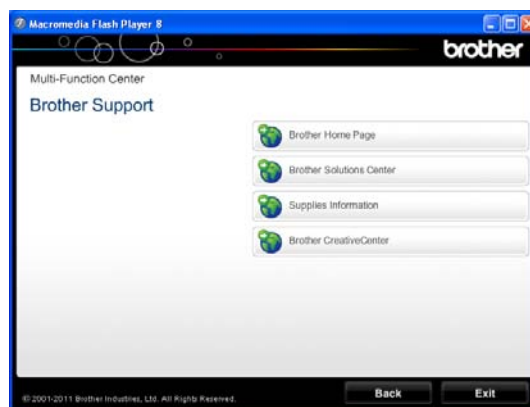 Macromedia Flash Player 8
brother
Multi-Function Center
Brother Support
Brother Home Page
Brother Solutions Center
Supplies Information
Brother CreativeCenter
© 2001-2011 Brother Industries, Ltd. All Rights Reserved.
Back
Exit